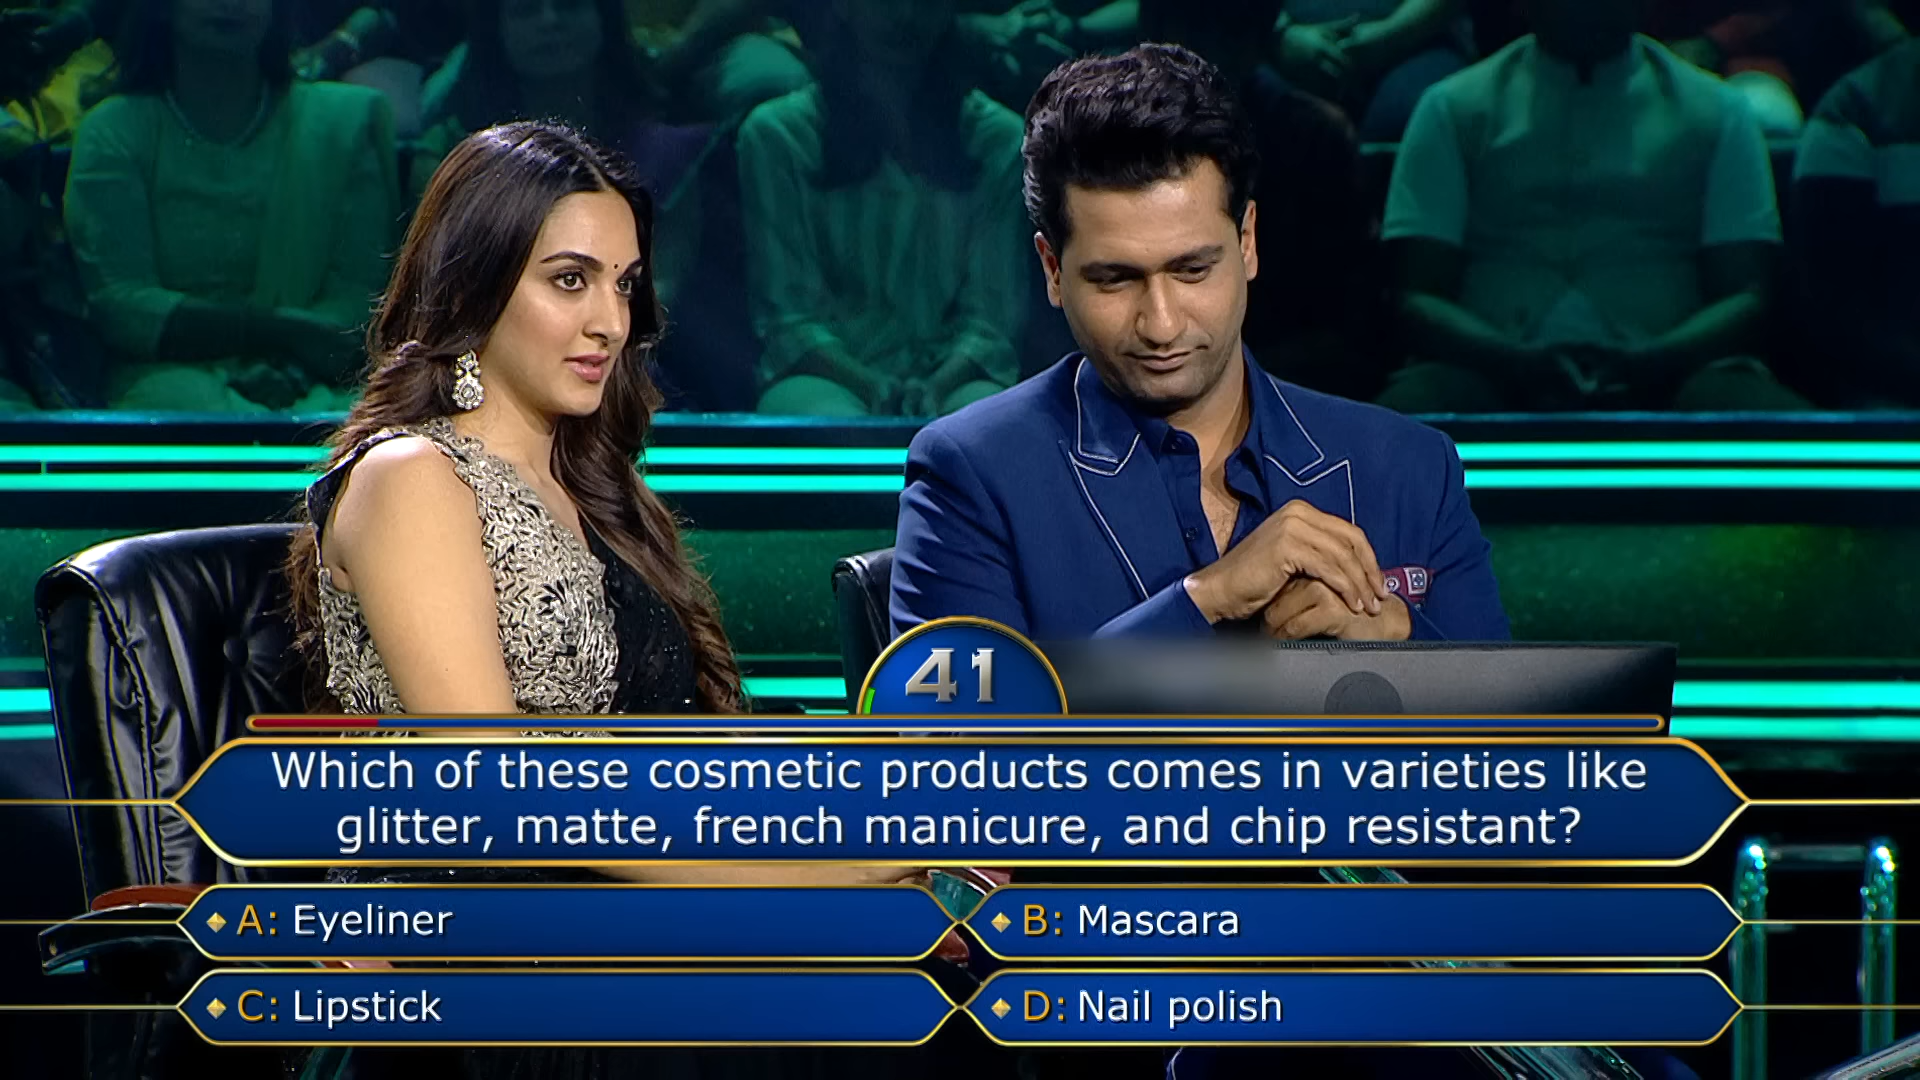 41
Which of these cosmetic products comes in varieties like
glitter, matte, french manicure, and chip resistant?
A: Eyeliner
B: Mascara
C: Lipstick
D: Nail polish